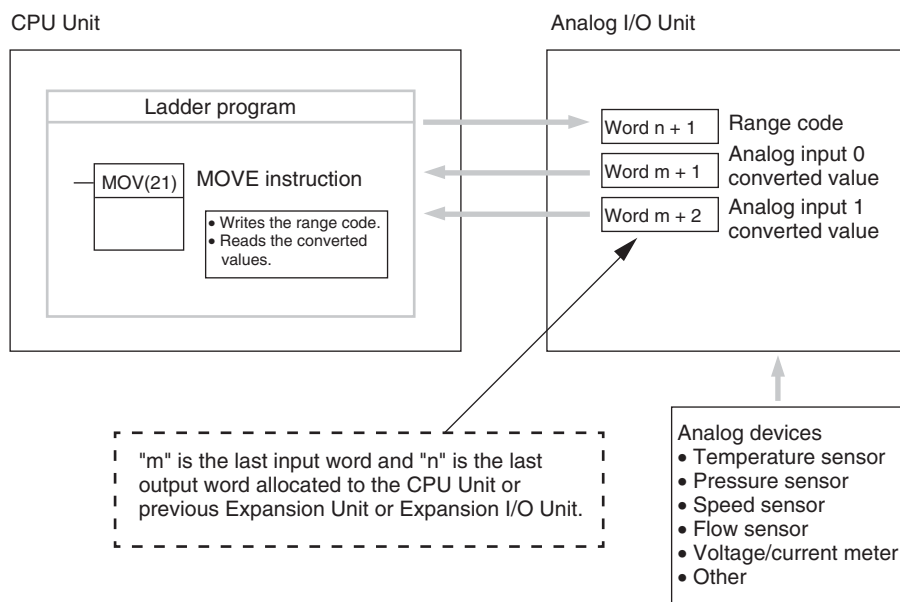 CPU Unit
Analog I/O Unit
Ladder program
MOV(21)
MOVE instruction
• Writes the range code.
• Reads the converted
values.
Word n + 1
Range code
Word m + 1
Analog input 0
converted value
Word m + 2
Analog input 1
converted value
"m" is the last input word and "n" is the last
output word allocated to the CPU Unit or
previous Expansion Unit or Expansion I/O Unit.
Analog devices
• Temperature sensor
• Pressure sensor
• Speed sensor
• Flow sensor
• Voltage/current meter
• Other